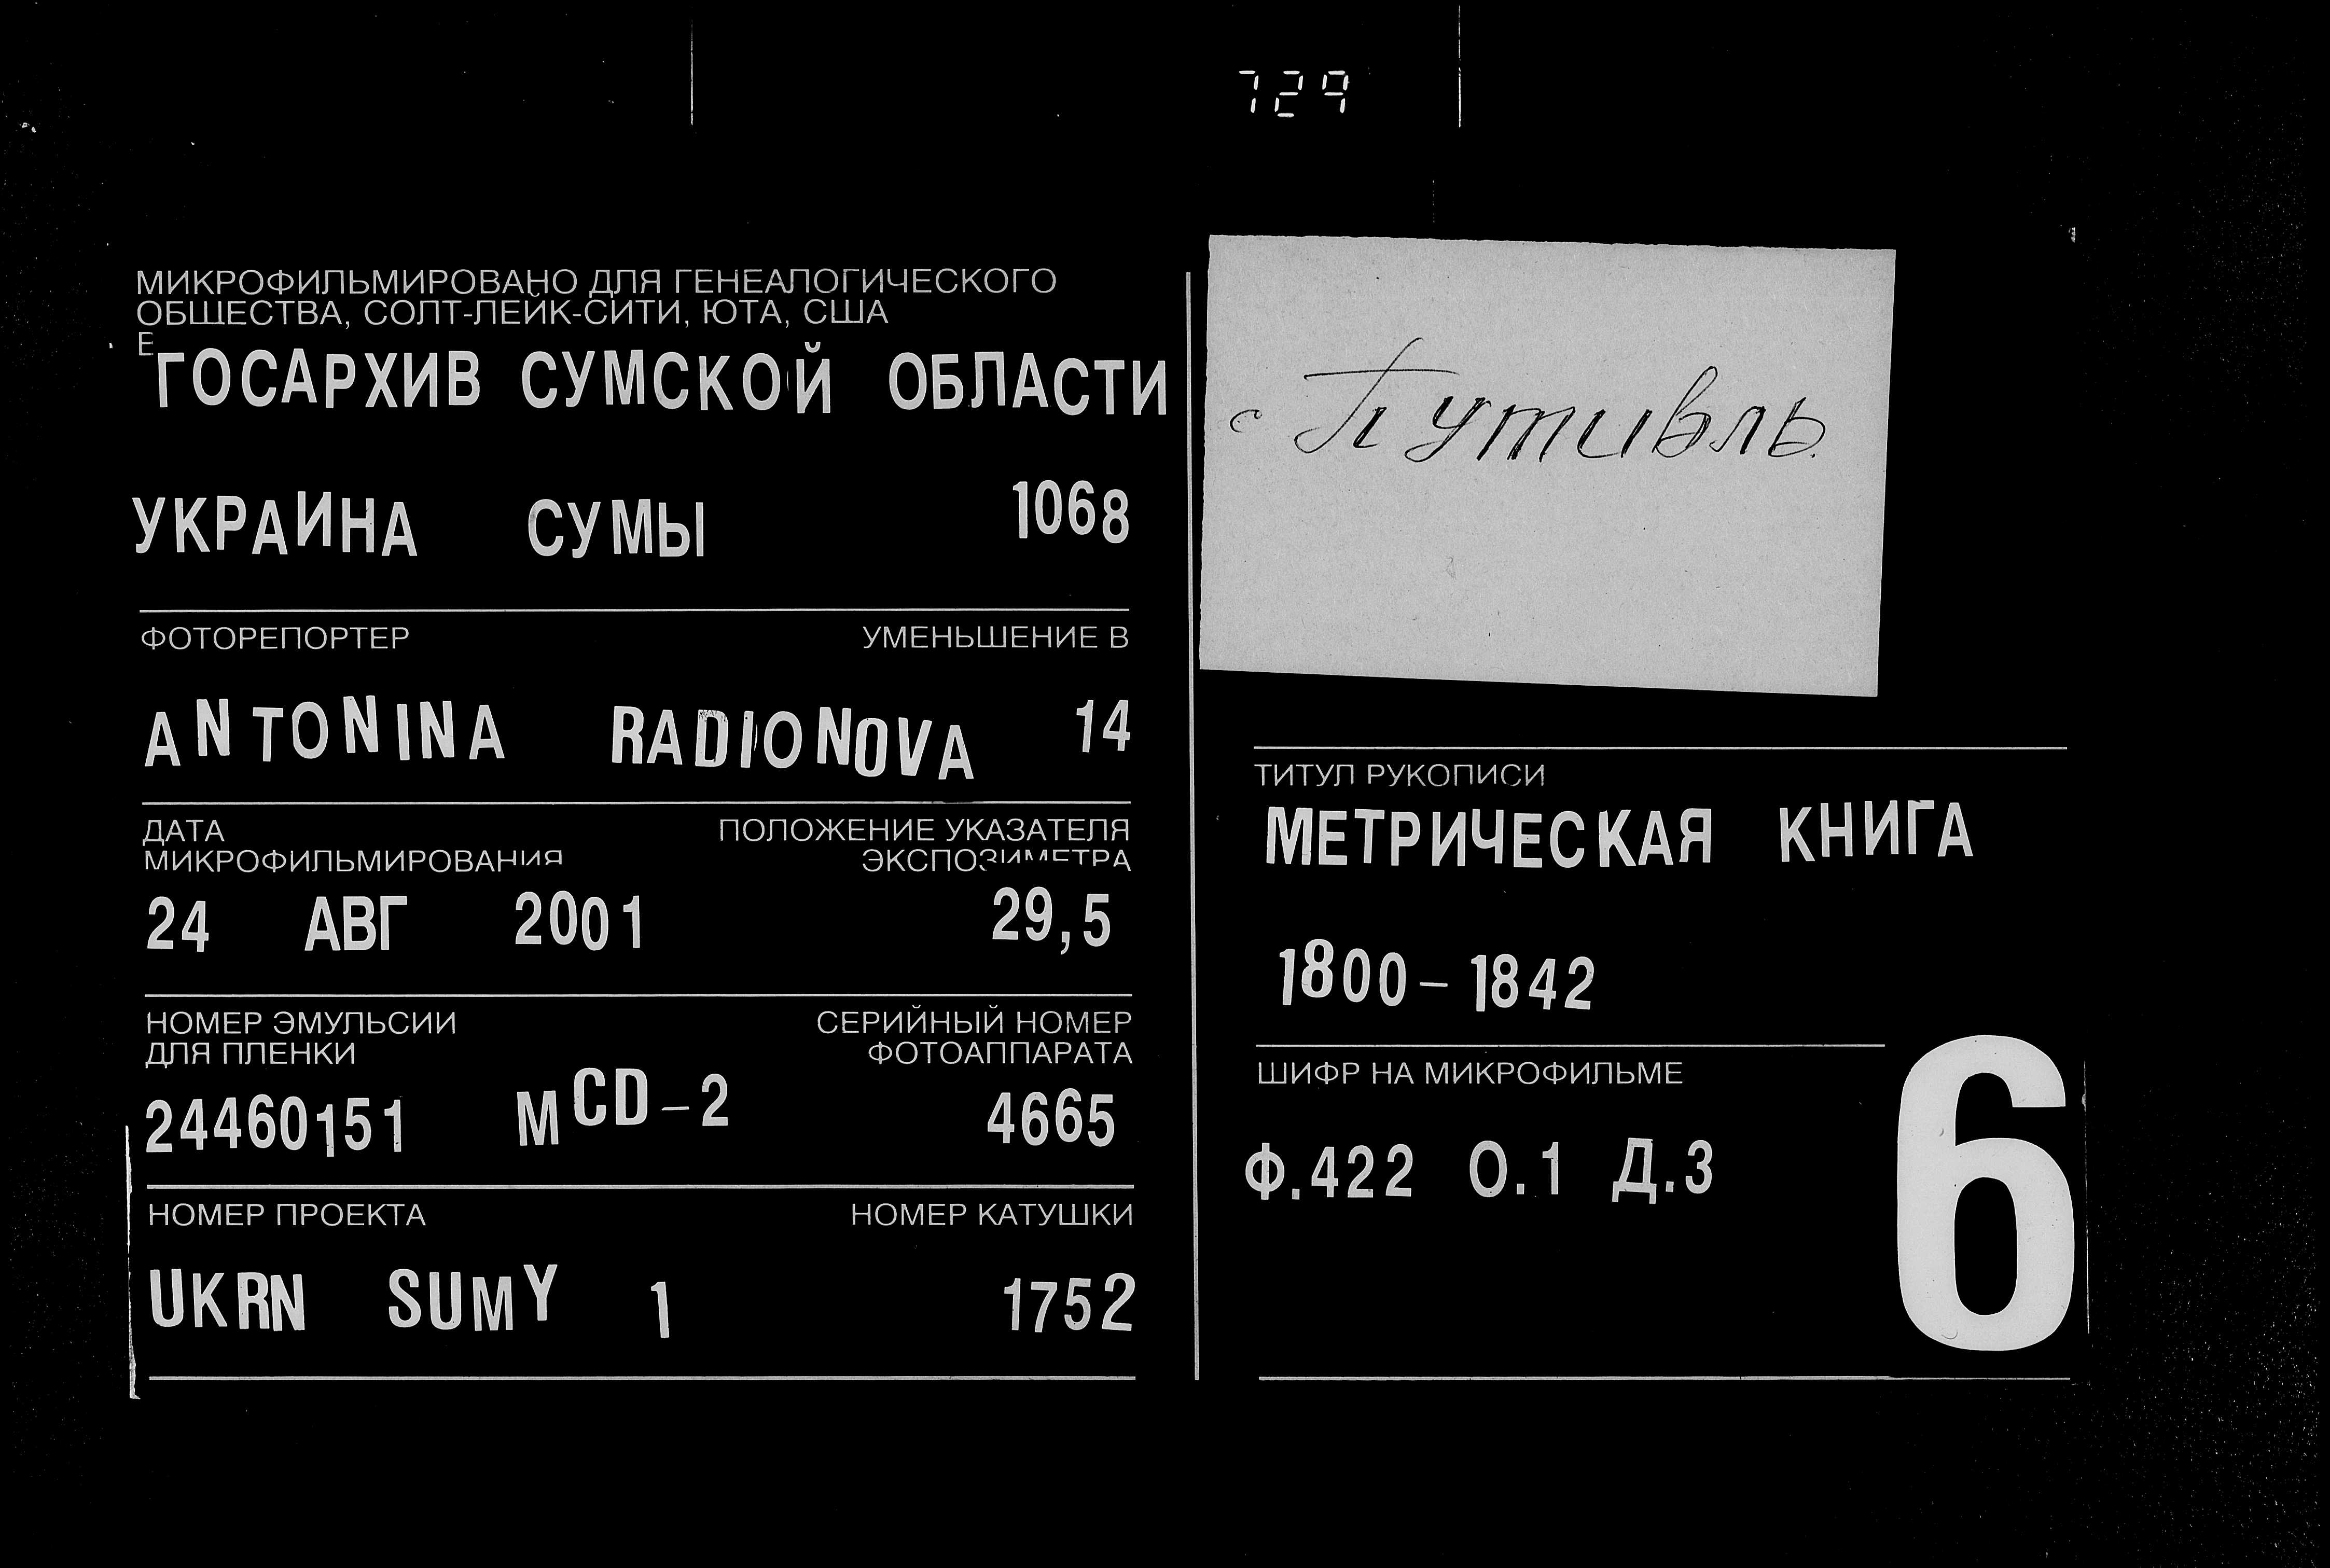 729
МИКРОФИЛЬМИРОВАНО ДЛЯ ГЕНЕАЛОГИЧЕСКОГО
ОБЩЕСТВА, СОЛТ-ЛЕЙК-СИТИ, ЮТА, США
Е
ГОСАРХИВ СУМСКОЙ ОБЛАСТИ
УКРАИНА СУМЫ 1068
ФОТОРЕПОРТЕР УМЕНЬШЕНИЕ В
ANTONINA RADIONOVA 14
ДАТА ПОЛОЖЕНИЕ УКАЗАТЕЛЯ
МИКРОФИЛЬМИРОВАНИЯ ЭКСПОЗИМЕТРА
24 АВГ 2001 29,5
НОМЕР ЭМУЛЬСИИ СЕРИЙНЫЙ НОМЕР
ДЛЯ ПЛЕНКИ ФОТОАППАРАТА
24460151 MCD-2 4665
НОМЕР ПРОЕКТА НОМЕР КАТУШКИ
UKRN SUMY 1 1752
с Путивль
ТИТУЛ РУКОПИСИ
МЕТРИЧЕСКАЯ КНИГА
1800-1842
ШИФР НА МИКРОФИЛЬМЕ
Ф.422 О.1 Д.3
6